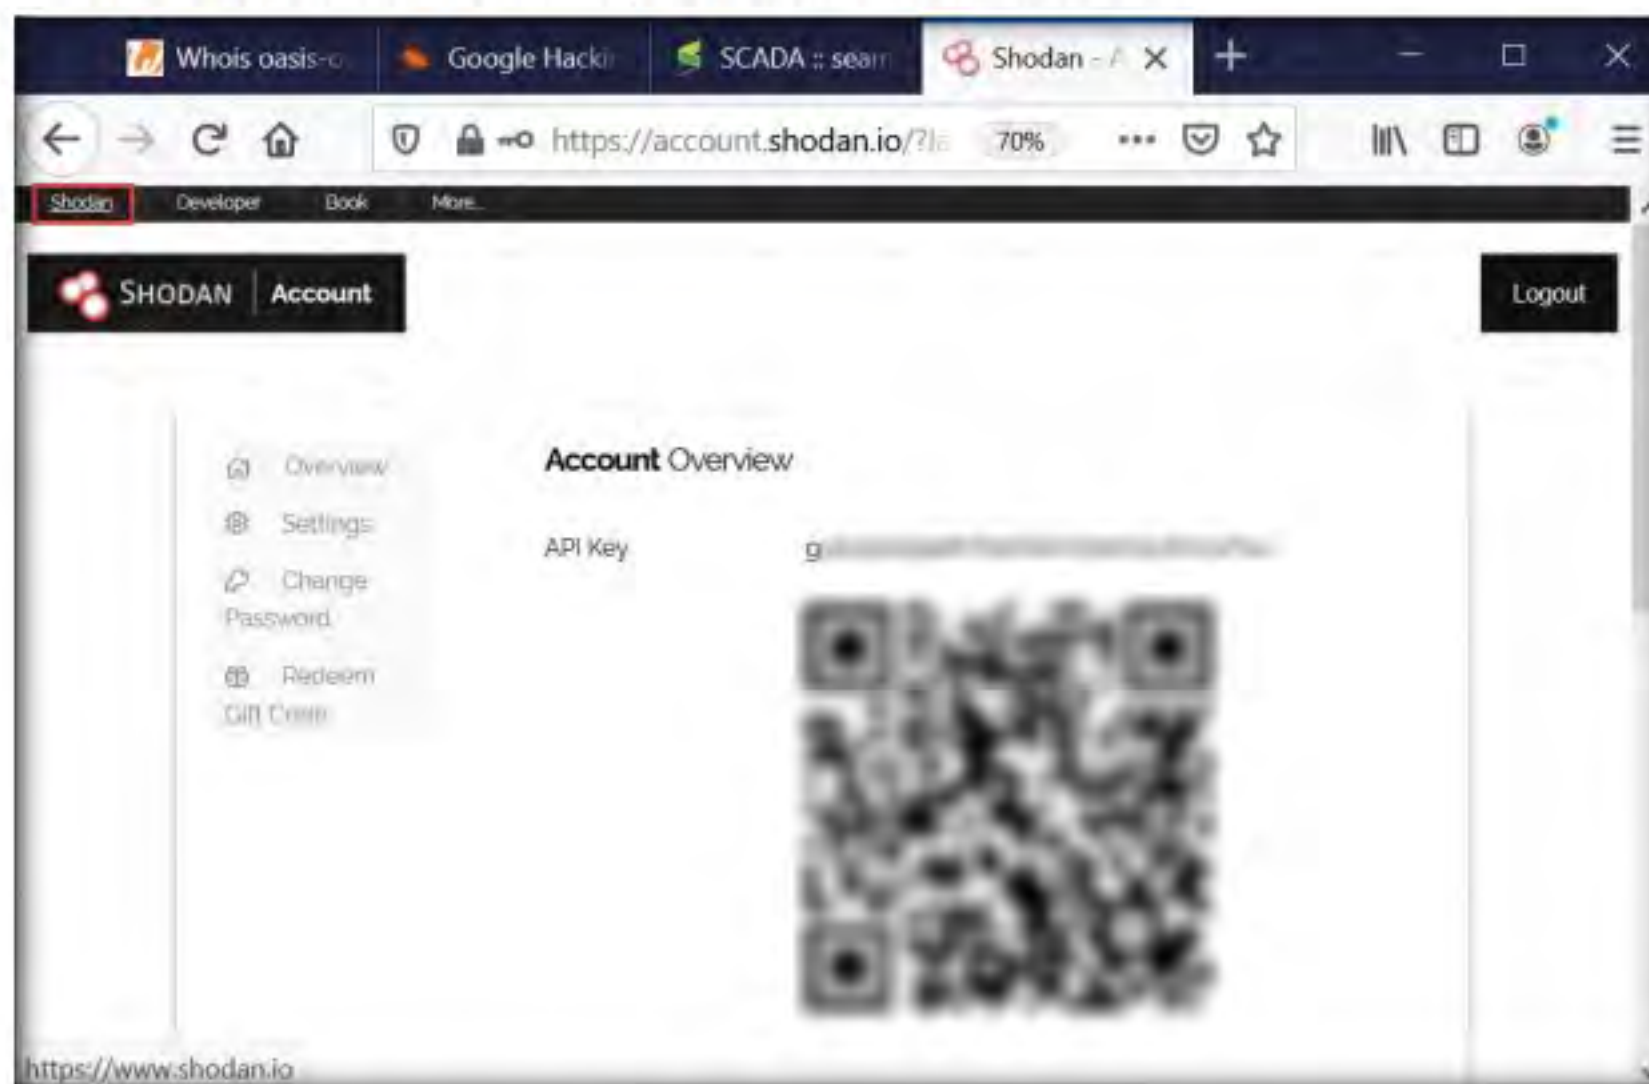 Whois oasis-o Google Hacki SCADA :: sear Shodan - A
https://account.shodan.io/?la 70%
Shodan Developer Book More...
SHODAN Account Logout
Account Overview
Overview
Settings
API Key g
Change
Password
Redeem
Gift Code
https://www.shodan.io